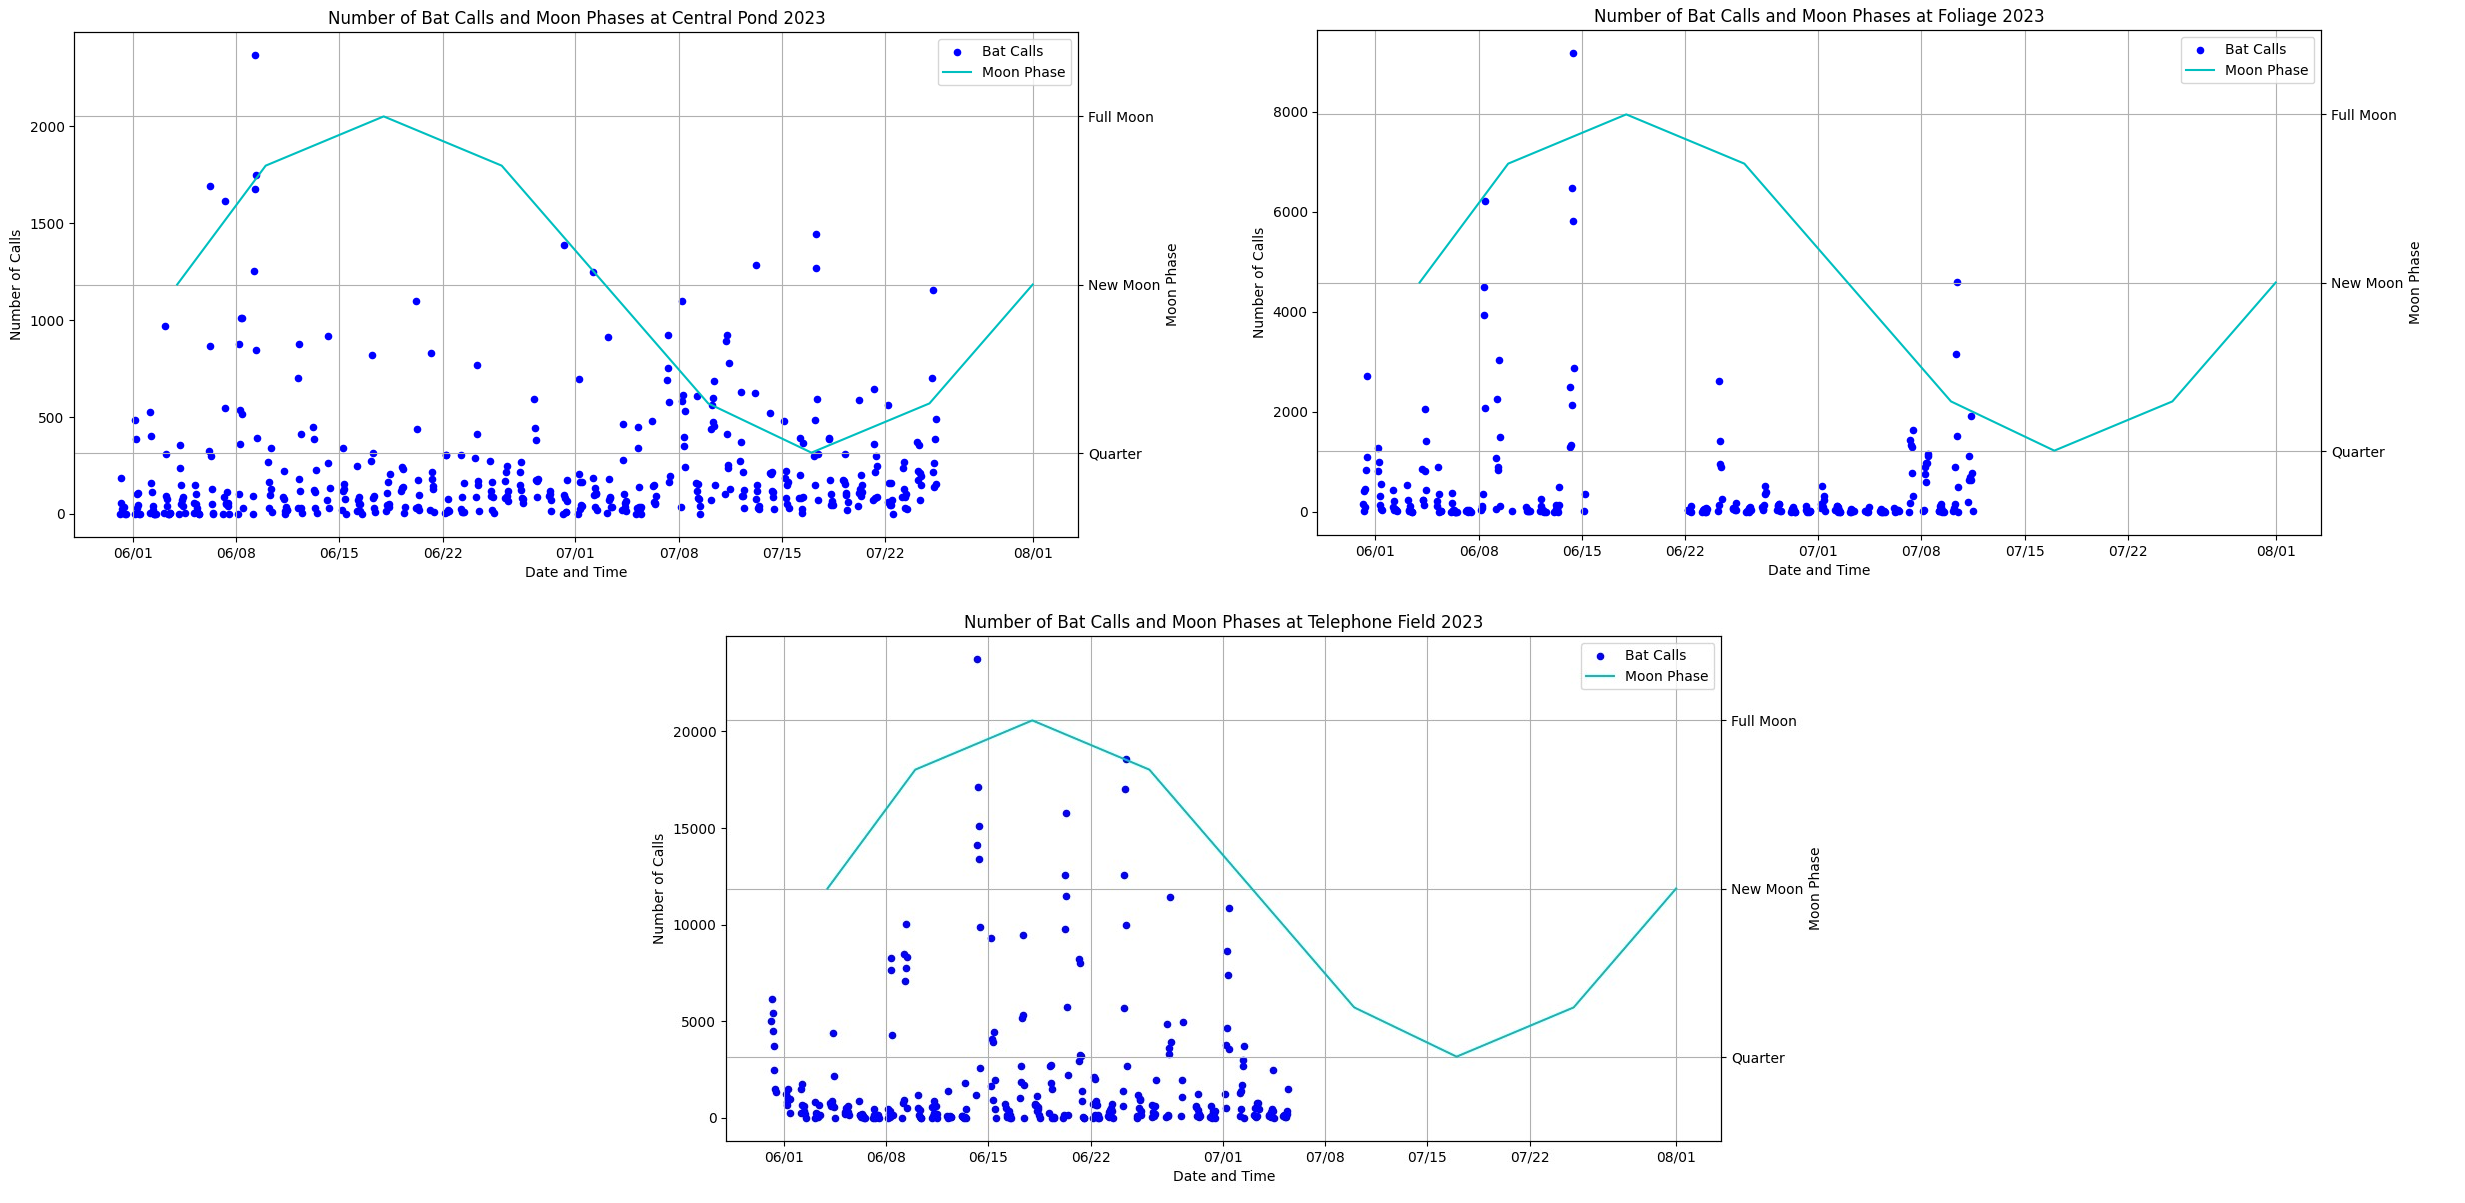 Number of Bat Calls and Moon Phases at Central Pond 2023
Bat Calls
Moon Phase
Number of Calls
2000
1500
1000
500
0
Full Moon
New Moon
Quarter
Moon Phase
06/01 06/08 06/15 06/22 07/01 07/08 07/15 07/22 08/01
Date and Time
Number of Bat Calls and Moon Phases at Foliage 2023
Bat Calls
Moon Phase
Number of Calls
8000
6000
4000
2000
0
Full Moon
New Moon
Quarter
Moon Phase
06/01 06/08 06/15 06/22 07/01 07/08 07/15 07/22 08/01
Date and Time
Number of Bat Calls and Moon Phases at Telephone Field 2023
Bat Calls
Moon Phase
Number of Calls
20000
15000
10000
5000
0
Full Moon
New Moon
Quarter
Moon Phase
06/01 06/08 06/15 06/22 07/01 07/08 07/15 07/22 08/01
Date and Time